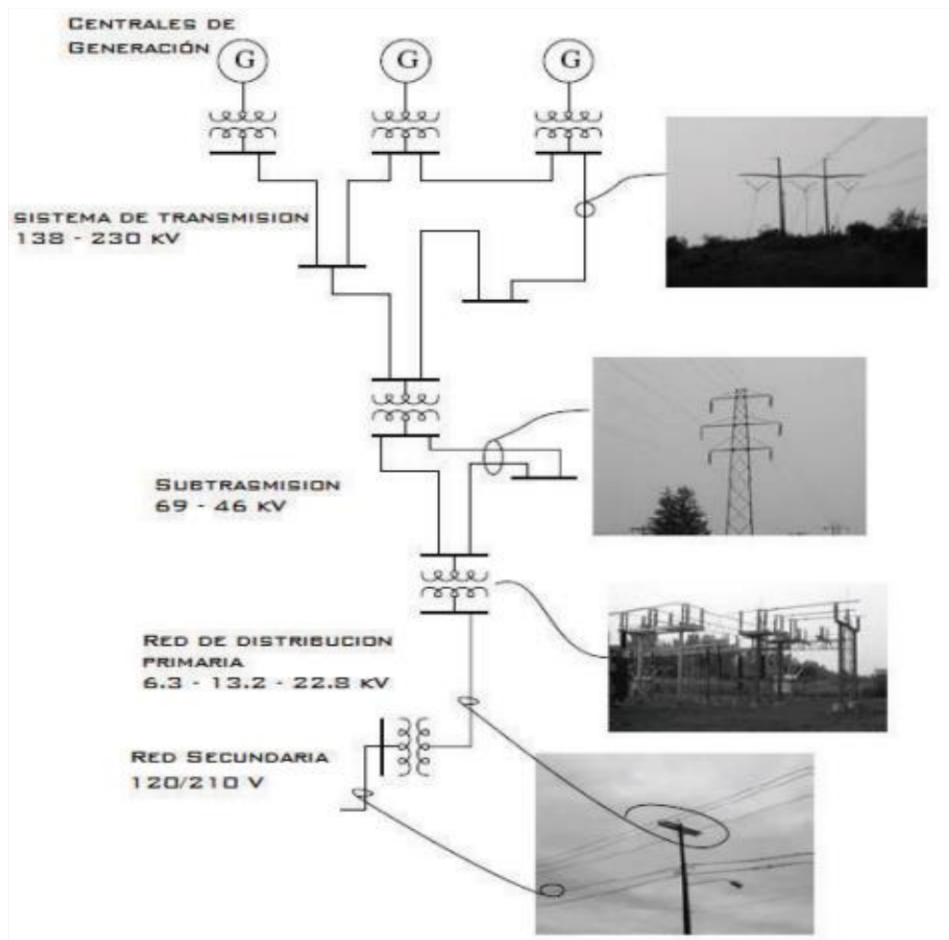 CENTRALES DE
GENERACIÓN
G
G
G
SISTEMA DE TRANSMISION
138 - 230 KV
SUBTRASMISION
69 - 46 KV
RED DE DISTRIBUCION
PRIMARIA
6.3 - 13.2 - 22.8 KV
RED SECUNDARIA
120/210 V